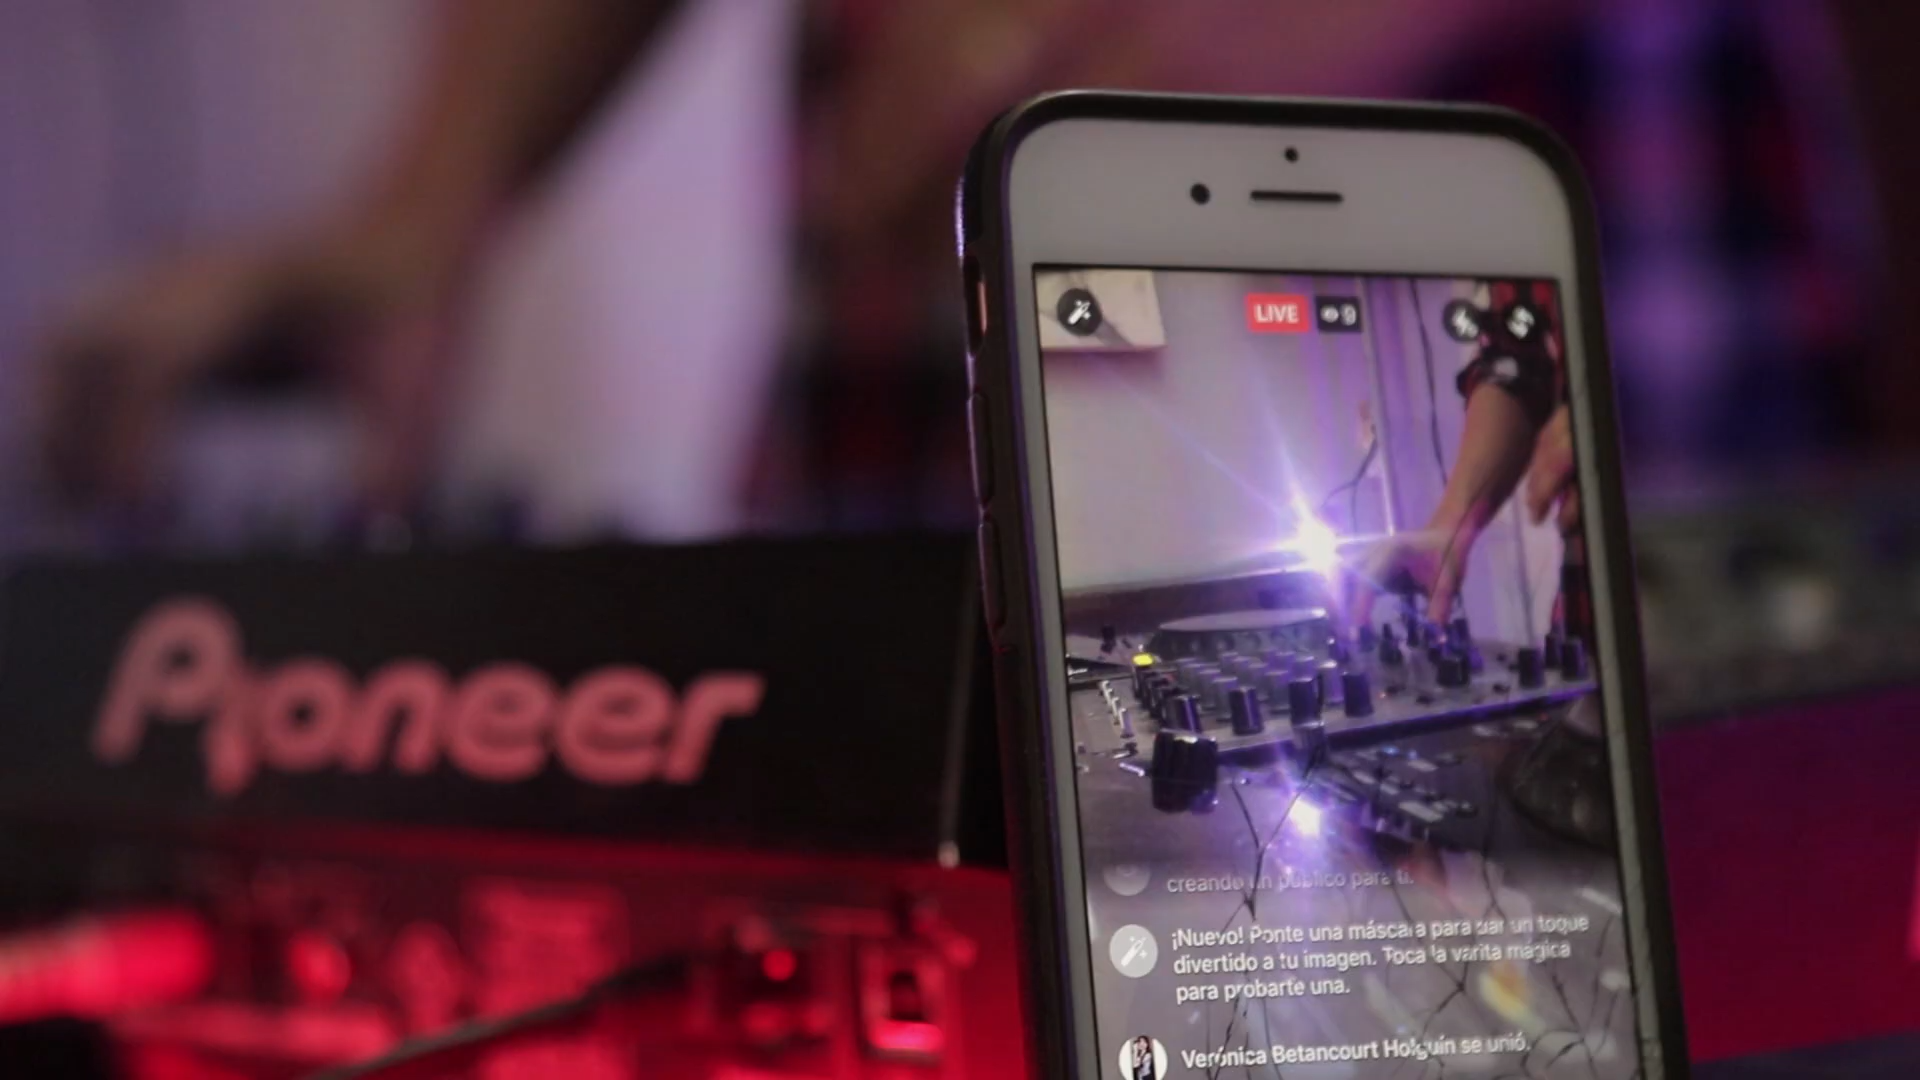 Pioneer
LIVE 9
creando un público para ti.
¡Nuevo! Ponte una máscara para dar un toque
divertido a tu imagen. Toca la varita mágica
para probarte una.
Verónica Betancourt Holguín se unió.